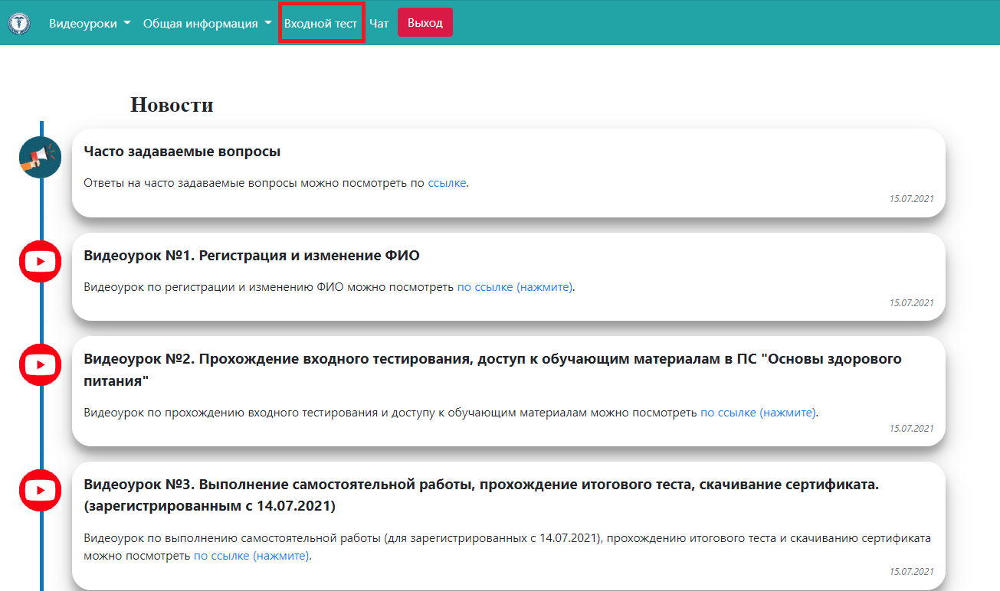 Видеоуроки Общая информация Входной тест Чат Выход
Новости
Часто задаваемые вопросы
Ответы на часто задаваемые вопросы можно посмотреть по ссылке.
15.07.2021
Видеоурок №1. Регистрация и изменение ФИО
Видеоурок по регистрации и изменению ФИО можно посмотреть по ссылке (нажмите).
15.07.2021
Видеоурок №2. Прохождение входного тестирования, доступ к обучающим материалам в ПС "Основы здорового
питания"
Видеоурок по прохождению входного тестирования и доступу к обучающим материалам можно посмотреть по ссылке (нажмите).
15.07.2021
Видеоурок №3. Выполнение самостоятельной работы, прохождение итогового теста, скачивание сертификата.
(зарегистрированным с 14.07.2021)
Видеоурок по выполнению самостоятельной работы (для зарегистрированных с 14.07.2021), прохождению итогового теста и скачиванию сертификата
можно посмотреть по ссылке (нажмите).
15.07.2021